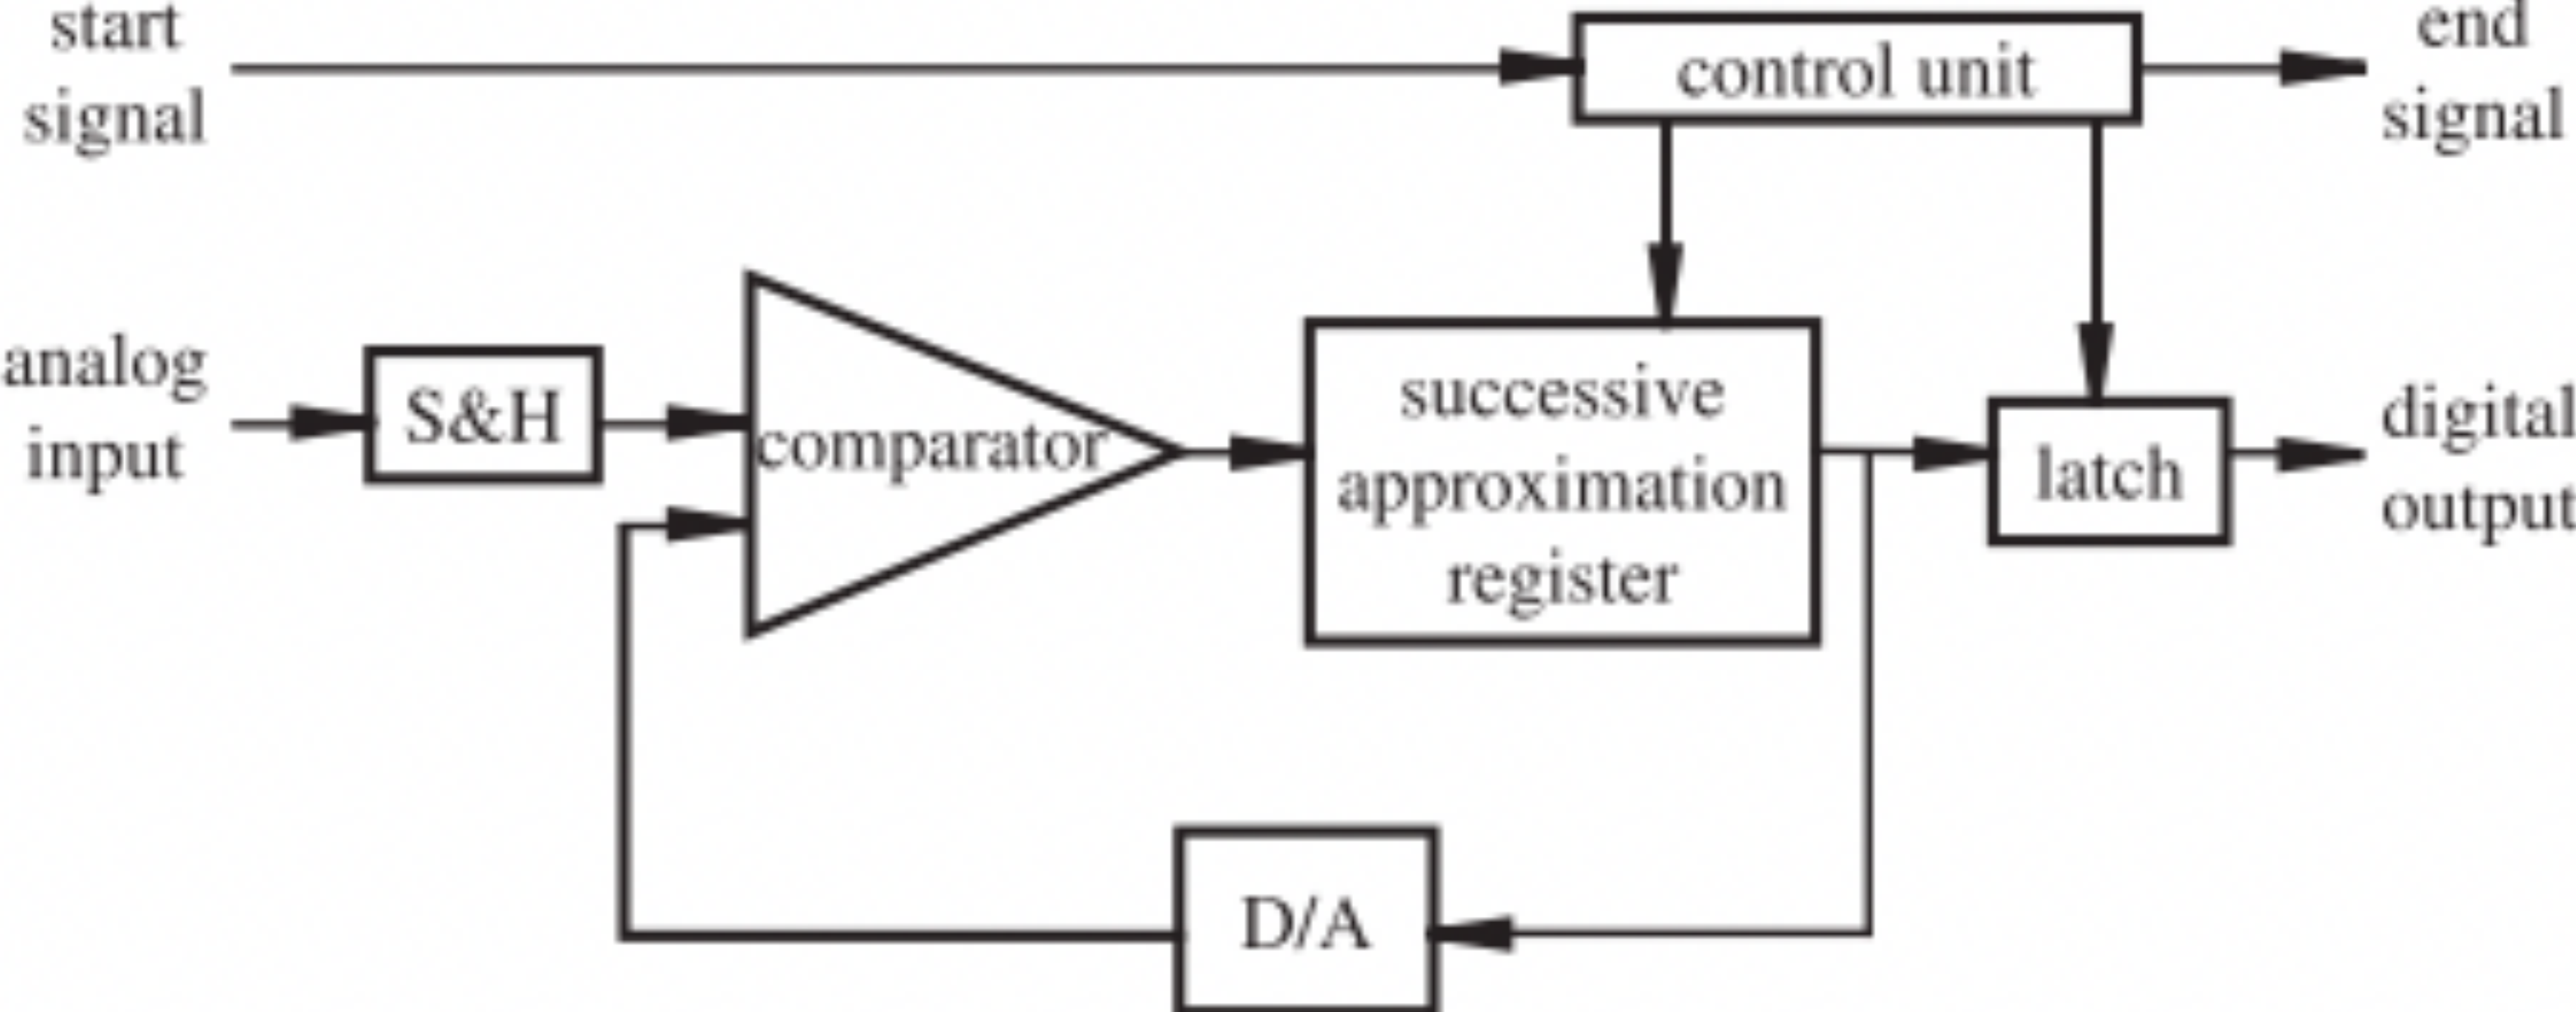 start
signal
control unit
end
signal
analog
input
S&H
comparator
successive
approximation
register
latch
digital
output
D/A